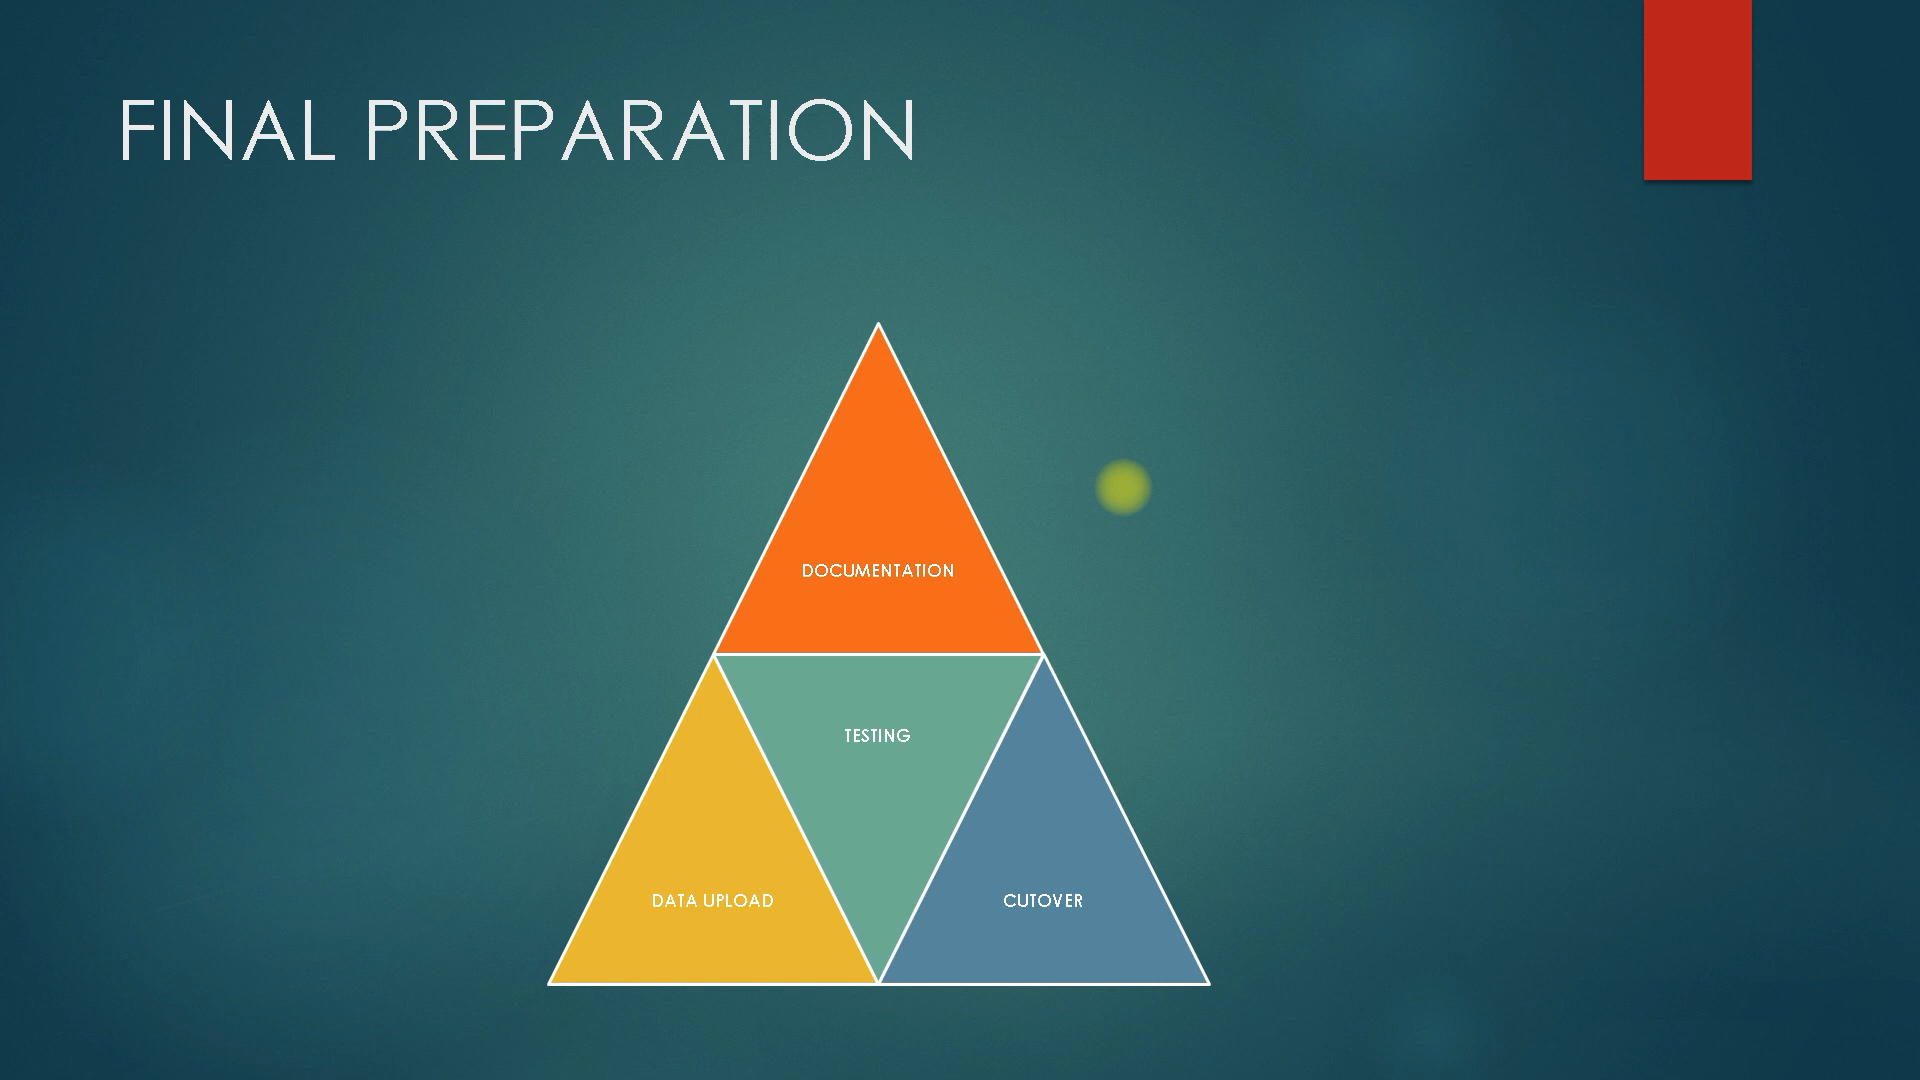 FINAL PREPARATION
DOCUMENTATION
TESTING
DATA UPLOAD
CUTOVER